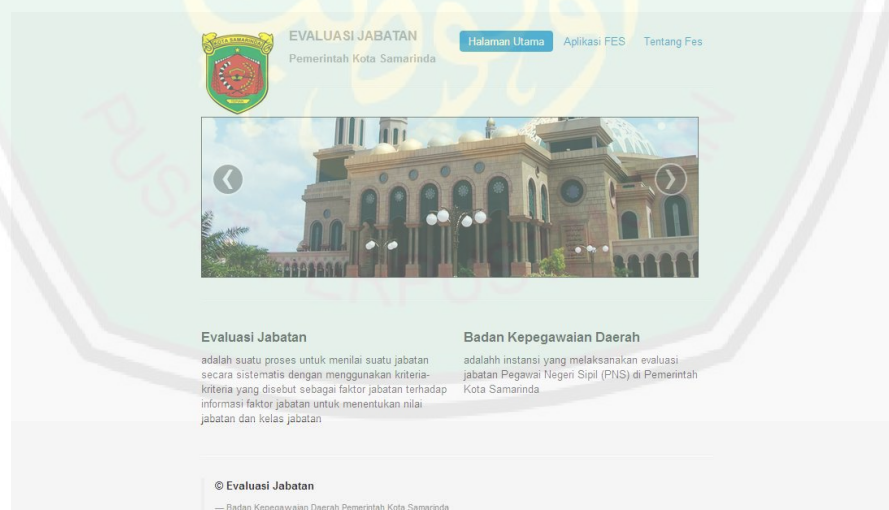 KOTA SAMARINDA
EVALUASI JABATAN
Pemerintah Kota Samarinda
Halaman Utama Aplikasi FES Tentang Fes
Evaluasi Jabatan
adalah suatu proses untuk menilai suatu jabatan
secara sistematis dengan menggunakan kriteria-
kriteria yang disebut sebagai faktor jabatan terhadap
informasi faktor jabatan untuk menentukan nilai
jabatan dan kelas jabatan
Badan Kepegawaian Daerah
adalahh instansi yang melaksanakan evaluasi
jabatan Pegawai Negeri Sipil (PNS) di Pemerintah
Kota Samarinda
© Evaluasi Jabatan
— Badan Kepegawaian Daerah Pemerintah Kota Samarinda